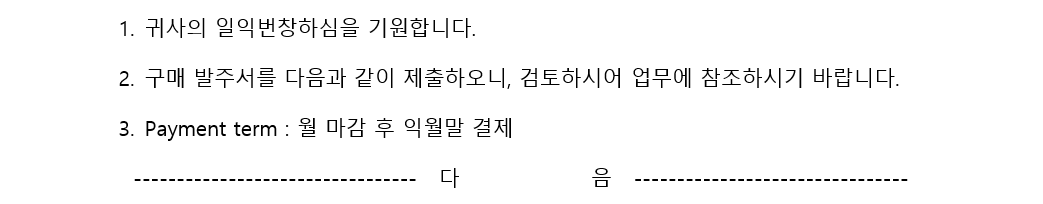 1. 귀사의 일익번창하심을 기원합니다.
2. 구매 발주서를 다음과 같이 제출하오니, 검토하시어 업무에 참조하시기 바랍니다.
3. Payment term : 월 마감 후 익월말 결제
--------------------------------- 다 음 --------------------------------